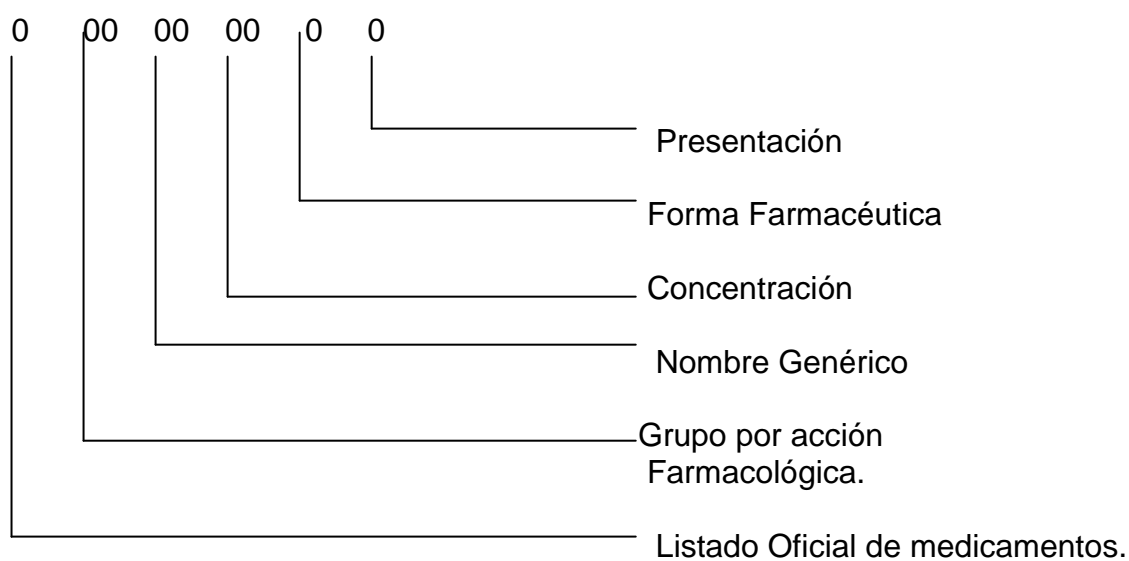 0 00 00 00 0 0
Presentación
Forma Farmacéutica
Concentración
Nombre Genérico
Grupo por acción
Farmacológica.
Listado Oficial de medicamentos.